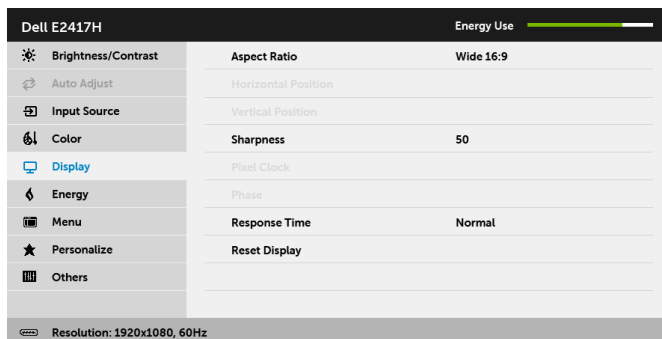 Dell E2417H Energy Use
Brightness/Contrast Aspect Ratio Wide 16:9
Auto Adjust Horizontal Position
Input Source Vertical Position
Color Sharpness 50
Display Pixel Clock
Energy Phase
Menu Response Time Normal
Personalize Reset Display
Others
Resolution: 1920x1080, 60Hz